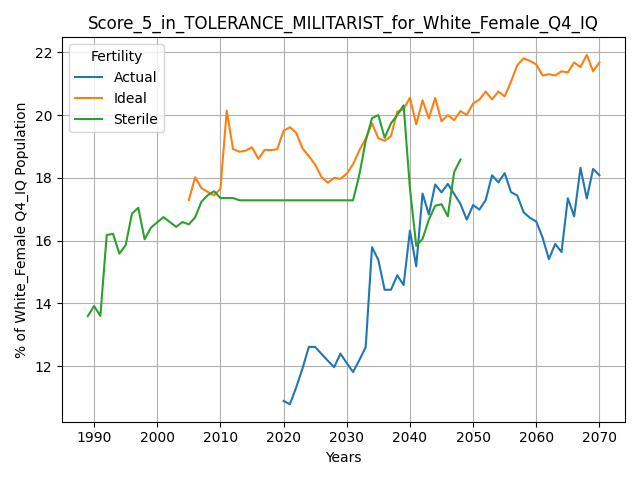 Score_5_in_TOLERANCE_MILITARIST_for_White_Female_Q4_IQ
Fertility
Actual
Ideal
Sterile
% of White_Female Q4_IQ Population
22
20
18
16
14
12
1990 2000 2010 2020 2030 2040 2050 2060 2070
Years